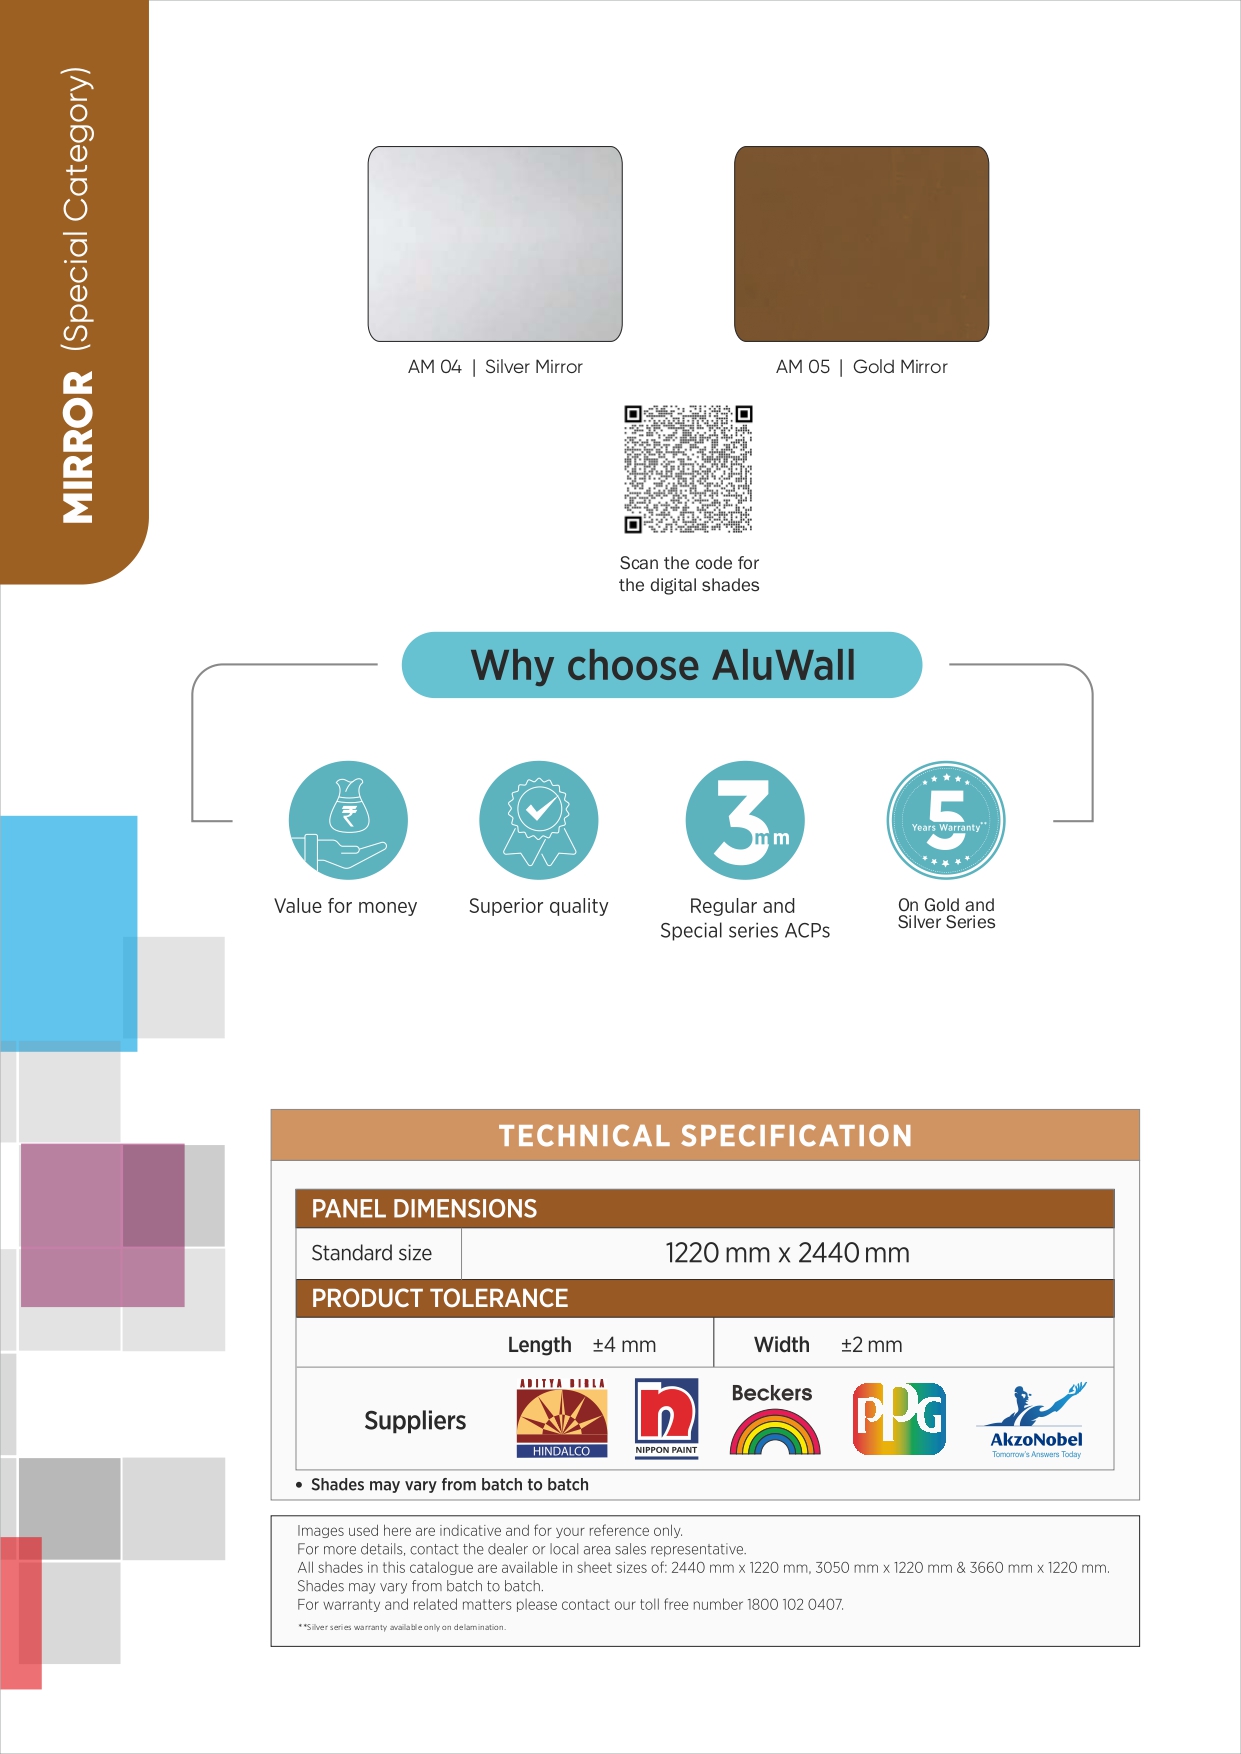 MIRROR (Special Category)
AM 04 | Silver Mirror
AM 05 | Gold Mirror
Scan the code for
the digital shades
Why choose AluWall
₹
3mm
5
Years Warranty**
Value for money
Superior quality
Regular and
Special series ACPs
On Gold and
Silver Series
TECHNICAL SPECIFICATION
PANEL DIMENSIONS
Standard size
1220 mm x 2440 mm
PRODUCT TOLERANCE
Length ±4 mm
Width ±2 mm
Suppliers
ADITYA BIRLA
HINDALCO
n
NIPPON PAINT
Beckers
PPG
AkzoNobel
Tomorrow's Answers Today
• Shades may vary from batch to batch
Images used here are indicative and for your reference only.
For more details, contact the dealer or local area sales representative.
All shades in this catalogue are available in sheet sizes of: 2440 mm x 1220 mm, 3050 mm x 1220 mm & 3660 mm x 1220 mm.
Shades may vary from batch to batch.
For warranty and related matters please contact our toll free number 1800 102 0407.
**Silver series warranty available only on delamination.